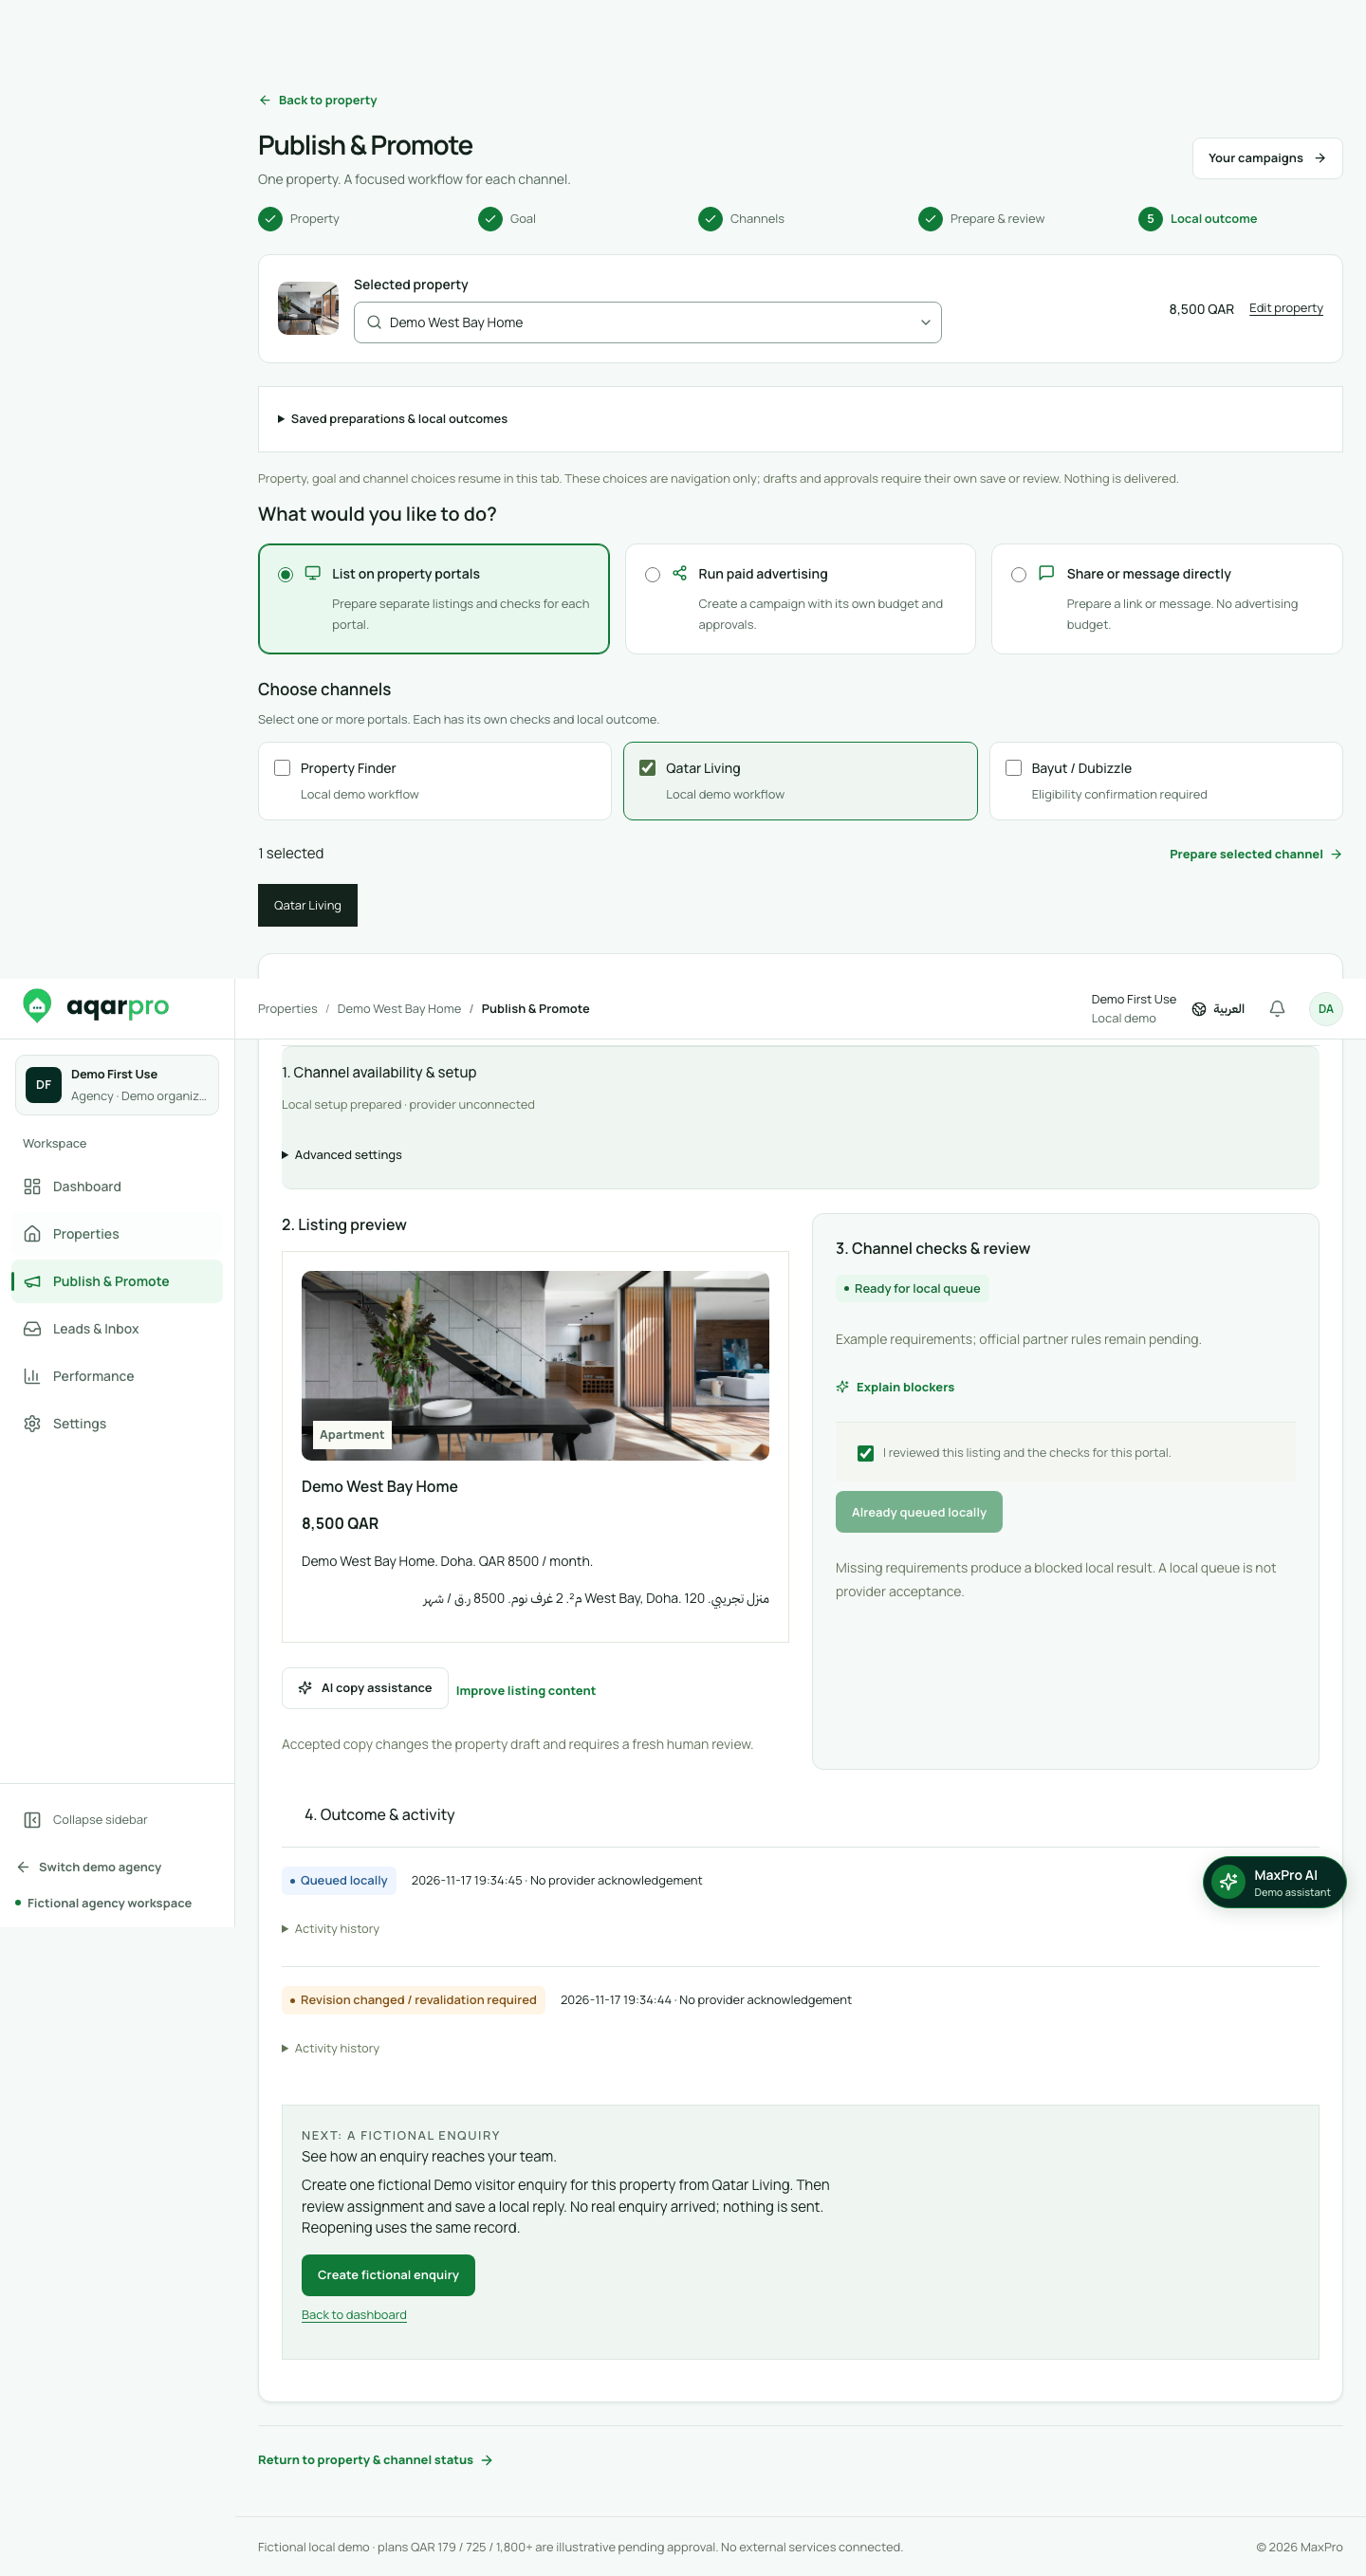 Back to property
Publish & Promote
One property. A focused workflow for each channel.
Your campaigns
Property
Goal
Channels
Prepare & review
5 Local outcome
Selected property
Demo West Bay Home
8,500 QAR
Edit property
Saved preparations & local outcomes
Property, goal and channel choices resume in this tab. These choices are navigation only; drafts and approvals require their own save or review. Nothing is delivered.
What would you like to do?
List on property portals
Prepare separate listings and checks for each
portal.
Run paid advertising
Create a campaign with its own budget and
approvals.
Share or message directly
Prepare a link or message. No advertising
budget.
Choose channels
Select one or more portals. Each has its own checks and local outcome.
Property Finder
Local demo workflow
Qatar Living
Local demo workflow
Bayut / Dubizzle
Eligibility confirmation required
1 selected
Prepare selected channel
Qatar Living
aqarpro
Properties / Demo West Bay Home / Publish & Promote
Demo First Use
Local demo
العربية
DA
DF
Demo First Use
Agency · Demo organiz...
Workspace
Dashboard
Properties
Publish & Promote
Leads & Inbox
Performance
Settings
Collapse sidebar
Switch demo agency
Fictional agency workspace
1. Channel availability & setup
Local setup prepared · provider unconnected
Advanced settings
2. Listing preview
Apartment
Demo West Bay Home
8,500 QAR
Demo West Bay Home. Doha. QAR 8500 / month.
منزل تجريبي. West Bay, Doha. 120 م². 2 غرف نوم. 8500 ر.ق / شهر
AI copy assistance
Improve listing content
Accepted copy changes the property draft and requires a fresh human review.
3. Channel checks & review
Ready for local queue
Example requirements; official partner rules remain pending.
Explain blockers
I reviewed this listing and the checks for this portal.
Already queued locally
Missing requirements produce a blocked local result. A local queue is not
provider acceptance.
4. Outcome & activity
Queued locally
2026-11-17 19:34:45 · No provider acknowledgement
Activity history
Revision changed / revalidation required
2026-11-17 19:34:44 · No provider acknowledgement
Activity history
MaxPro AI
Demo assistant
NEXT: A FICTIONAL ENQUIRY
See how an enquiry reaches your team.
Create one fictional Demo visitor enquiry for this property from Qatar Living. Then
review assignment and save a local reply. No real enquiry arrived; nothing is sent.
Reopening uses the same record.
Create fictional enquiry
Back to dashboard
Return to property & channel status
Fictional local demo · plans QAR 179 / 725 / 1,800+ are illustrative pending approval. No external services connected.
© 2026 MaxPro